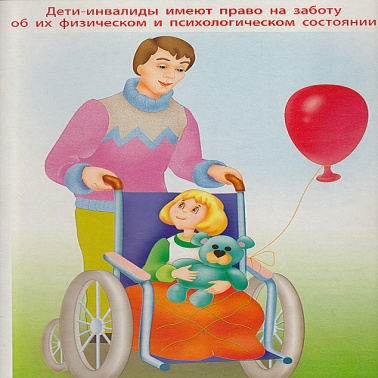 Дети-инвалиды имеют право на заботу
об их физическом и психологическом состоянии